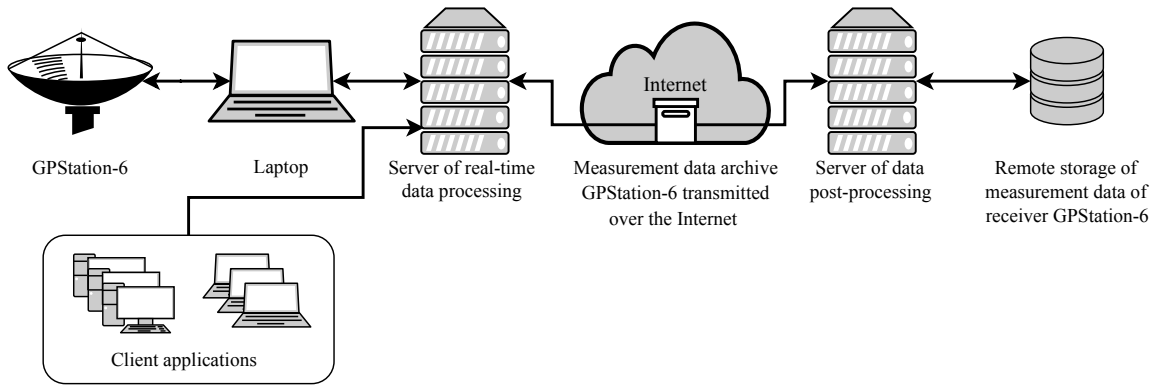 Internet
GPStation-6
Laptop
Server of real-time
data processing
Measurement data archive
GPStation-6 transmitted
over the Internet
Server of data
post-processing
Remote storage of
measurement data of
receiver GPStation-6
Client applications